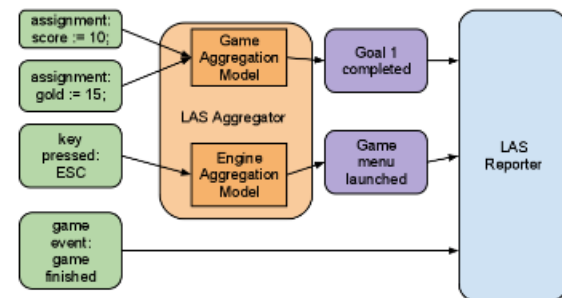 assignment:
score := 10;
assignment:
gold := 15;
key
pressed:
ESC
game
event:
game
finished
Game
Aggregation
Model
LAS Aggregator
Engine
Aggregation
Model
Goal 1
completed
Game
menu
launched
LAS
Reporter